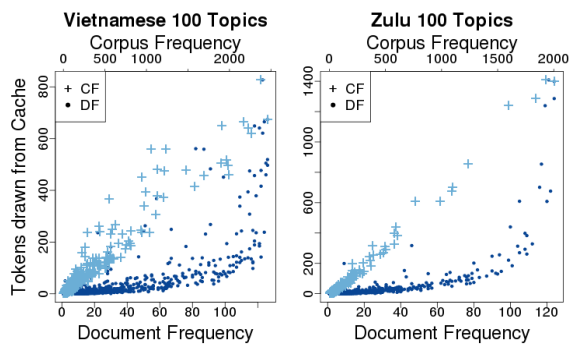 Vietnamese 100 Topics
Corpus Frequency
0 500 1000 2000
Tokens drawn from Cache
800
600
400
200
0
+ CF
• DF
0 20 40 60 80 100
Document Frequency
Zulu 100 Topics
Corpus Frequency
0 500 1000 1500 2000
1400
1000
600
200
0
+ CF
• DF
0 20 40 60 80 100 120
Document Frequency